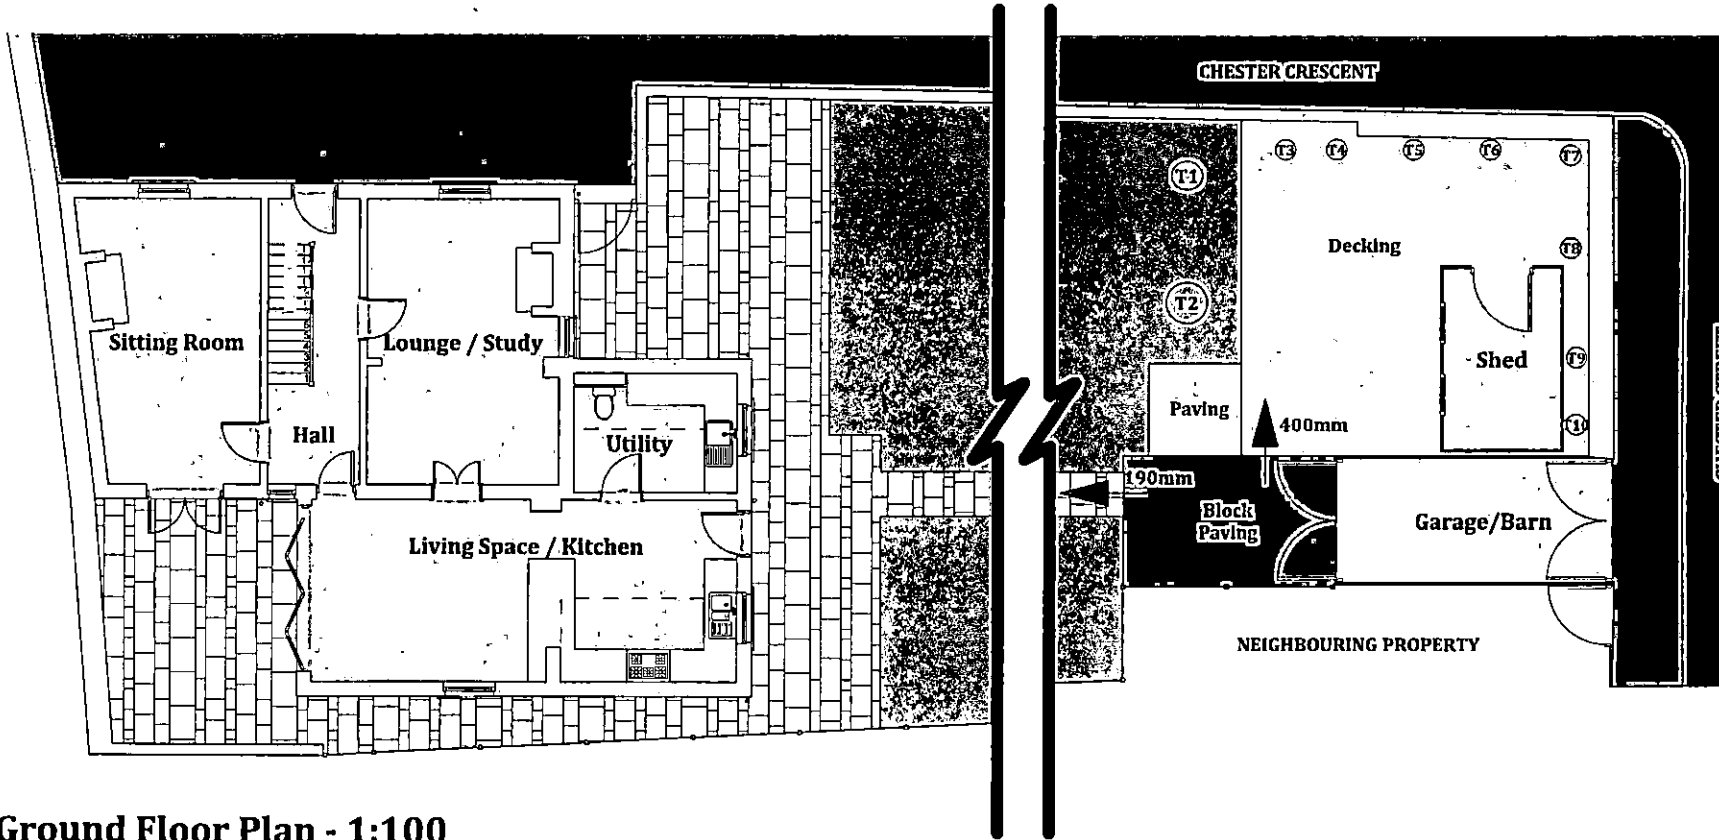 CHESTER CRESCENT
T1
T3
T4
T5
T6
T7
Decking
T8
T2
Sitting Room
Lounge / Study
Shed
T9
Paving
400mm
T10
Hall
Utility
190mm
Block
Paving
Garage/Barn
Living Space / Kitchen
NEIGHBOURING PROPERTY
Ground Floor Plan - 1:100